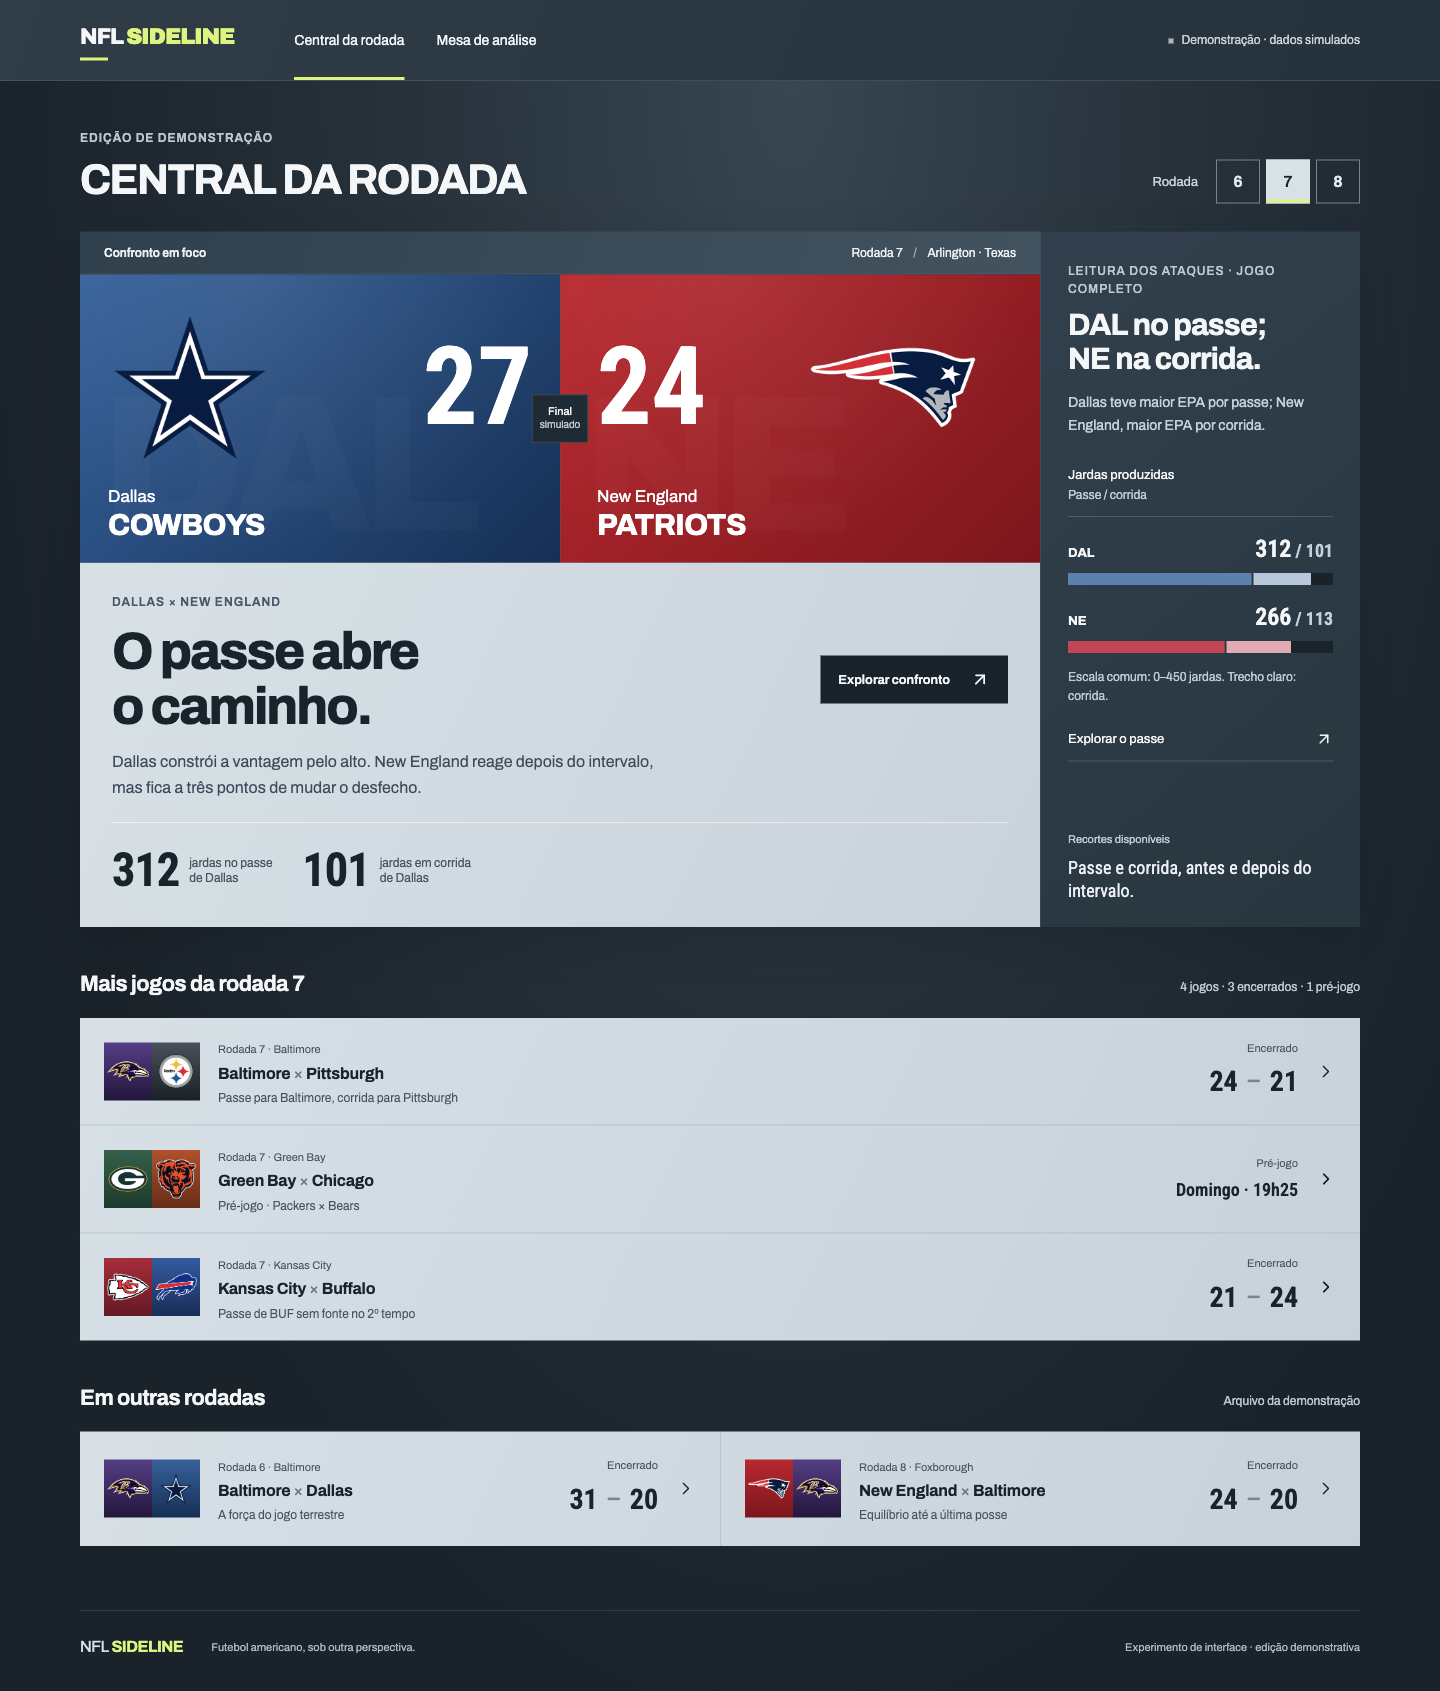 NFL SIDELINE
Central da rodada
Mesa de análise
Demonstração · dados simulados
EDIÇÃO DE DEMONSTRAÇÃO
CENTRAL DA RODADA
Rodada
6
7
8
Confronto em foco
Rodada 7 / Arlington · Texas
DAL
NE
27
24
Final
simulado
Dallas
COWBOYS
New England
PATRIOTS
DALLAS × NEW ENGLAND
O passe abre
o caminho.
Explorar confronto
Dallas constrói a vantagem pelo alto. New England reage depois do intervalo,
mas fica a três pontos de mudar o desfecho.
312
jardas no passe
de Dallas
101
jardas em corrida
de Dallas
LEITURA DOS ATAQUES · JOGO
COMPLETO
DAL no passe;
NE na corrida.
Dallas teve maior EPA por passe; New
England, maior EPA por corrida.
Jardas produzidas
Passe / corrida
DAL
312 / 101
NE
266 / 113
Escala comum: 0–450 jardas. Trecho claro:
corrida.
Explorar o passe
Recortes disponíveis
Passe e corrida, antes e depois do
intervalo.
Mais jogos da rodada 7
4 jogos · 3 encerrados · 1 pré-jogo
Rodada 7 · Baltimore
Baltimore × Pittsburgh
Passe para Baltimore, corrida para Pittsburgh
Encerrado
24 – 21
Rodada 7 · Green Bay
Green Bay × Chicago
Pré-jogo · Packers × Bears
Pré-jogo
Domingo · 19h25
Rodada 7 · Kansas City
Kansas City × Buffalo
Passe de BUF sem fonte no 2º tempo
Encerrado
21 – 24
Em outras rodadas
Arquivo da demonstração
Rodada 6 · Baltimore
Baltimore × Dallas
A força do jogo terrestre
Encerrado
31 – 20
Rodada 8 · Foxborough
New England × Baltimore
Equilíbrio até a última posse
Encerrado
24 – 20
NFL SIDELINE
Futebol americano, sob outra perspectiva.
Experimento de interface · edição demonstrativa